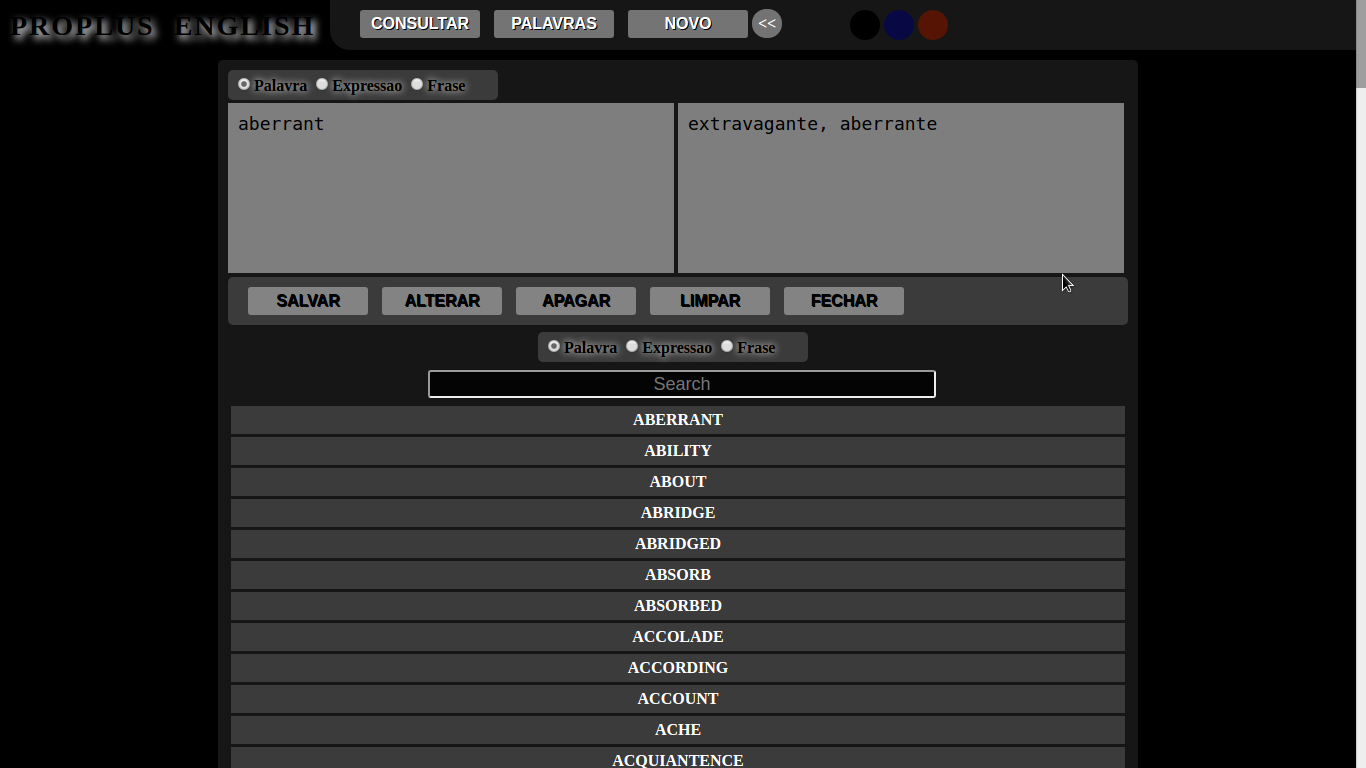 PROPLUS ENGLISH CONSULTAR PALAVRAS NOVO <<
Palavra Expressao Frase
aberrant extravagante, aberrante
SALVAR ALTERAR APAGAR LIMPAR FECHAR
Palavra Expressao Frase
Search
ABERRANT
ABILITY
ABOUT
ABRIDGE
ABRIDGED
ABSORB
ABSORBED
ACCOLADE
ACCORDING
ACCOUNT
ACHE
ACQUIANTENCE